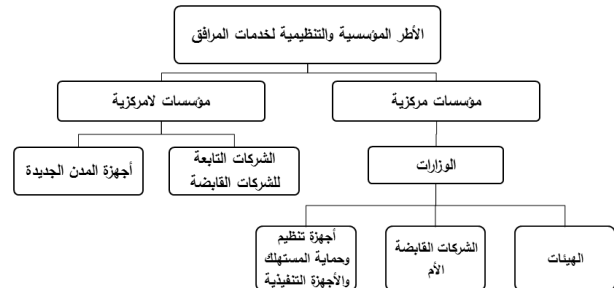 الأطر المؤسسية والتنظيمية لخدمات المرافق
مؤسسات مركزية
مؤسسات لامركزية
الوزارات
الشركات التابعة
للشركات القابضة
أجهزة المدن الجديدة
الهيئات
الشركات القابضة
الأم
أجهزة تنظيم
وحماية المستهلك
والأجهزة التنفيذية